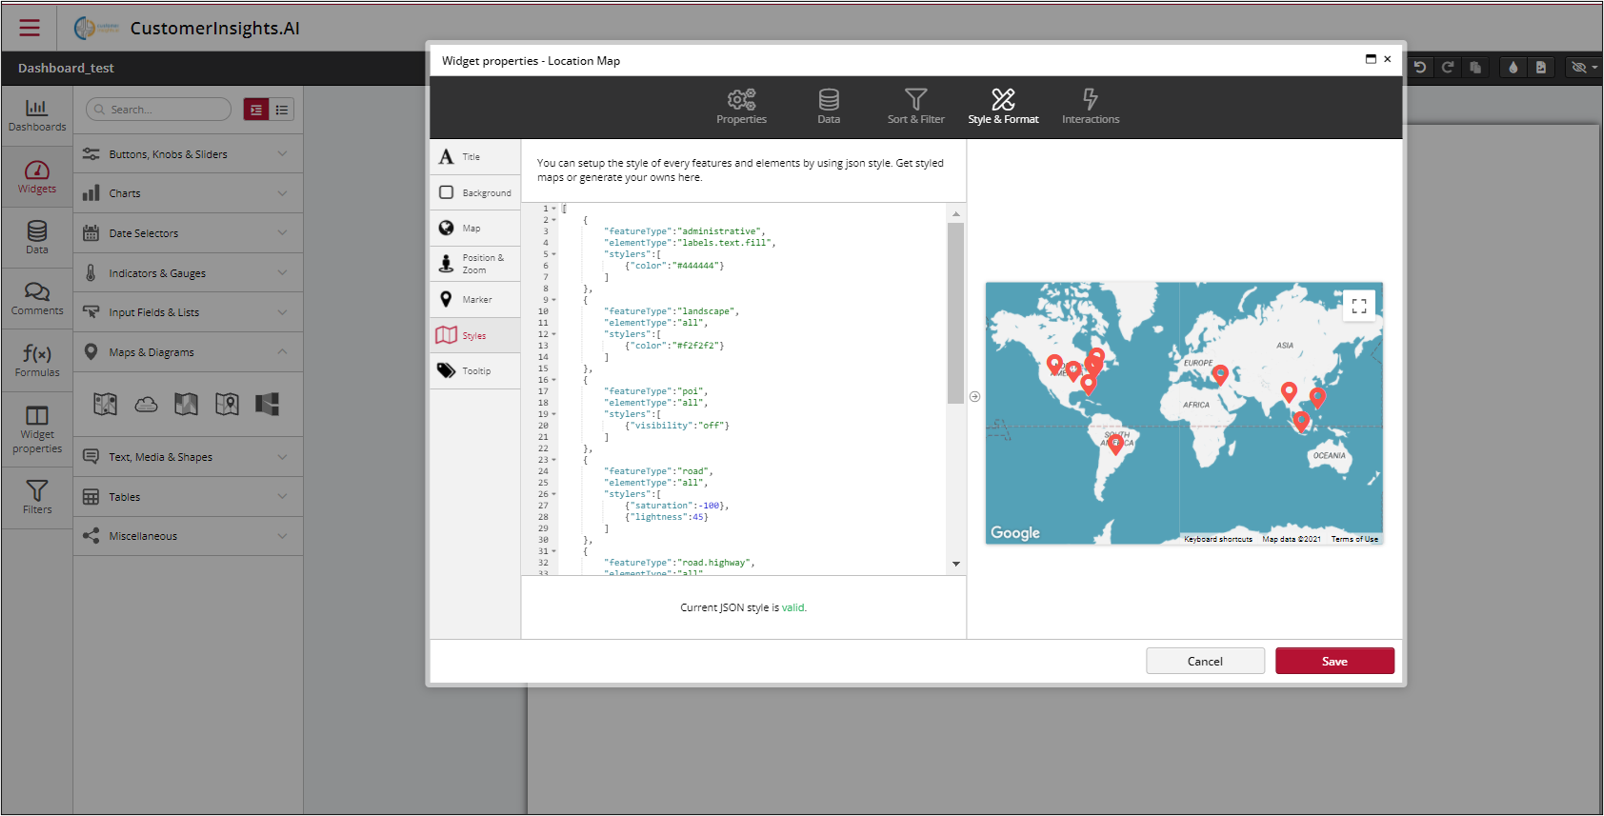 CustomerInsights.AI
Dashboard_test
Dashboards
Widgets
Data
Comments
f(x)
Formulas
Widget
properties
Filters
Search...
Buttons, Knobs & Sliders
Charts
Date Selectors
Indicators & Gauges
Input Fields & Lists
Maps & Diagrams
Text, Media & Shapes
Tables
Miscellaneous
Widget properties - Location Map
Properties
Data
Sort & Filter
Style & Format
Interactions
Title
Background
Map
Position &
Zoom
Marker
Styles
Tooltip
You can setup the style of every features and elements by using json style. Get styled
maps or generate your owns here.
1 [
2 {
3 "featureType":"administrative",
4 "elementType":"labels.text.fill",
5 "stylers":[
6 {"color":"#444444"}
7 ]
8 },
9 {
10 "featureType":"landscape",
11 "elementType":"all",
12 "stylers":[
13 {"color":"#f2f2f2"}
14 ]
15 },
16 {
17 "featureType":"poi",
18 "elementType":"all",
19 "stylers":[
20 {"visibility":"off"}
21 ]
22 },
23 {
24 "featureType":"road",
25 "elementType":"all",
26 "stylers":[
27 {"saturation":-100},
28 {"lightness":45}
29 ]
30 },
31 {
32 "featureType":"road.highway",
33 "elementType":"all"
Current JSON style is valid.
ASIA
EUROPE
AFRICA
SOUTH
AMERICA
OCEANIA
Google
Keyboard shortcuts Map data ©2021 Terms of Use
Cancel
Save